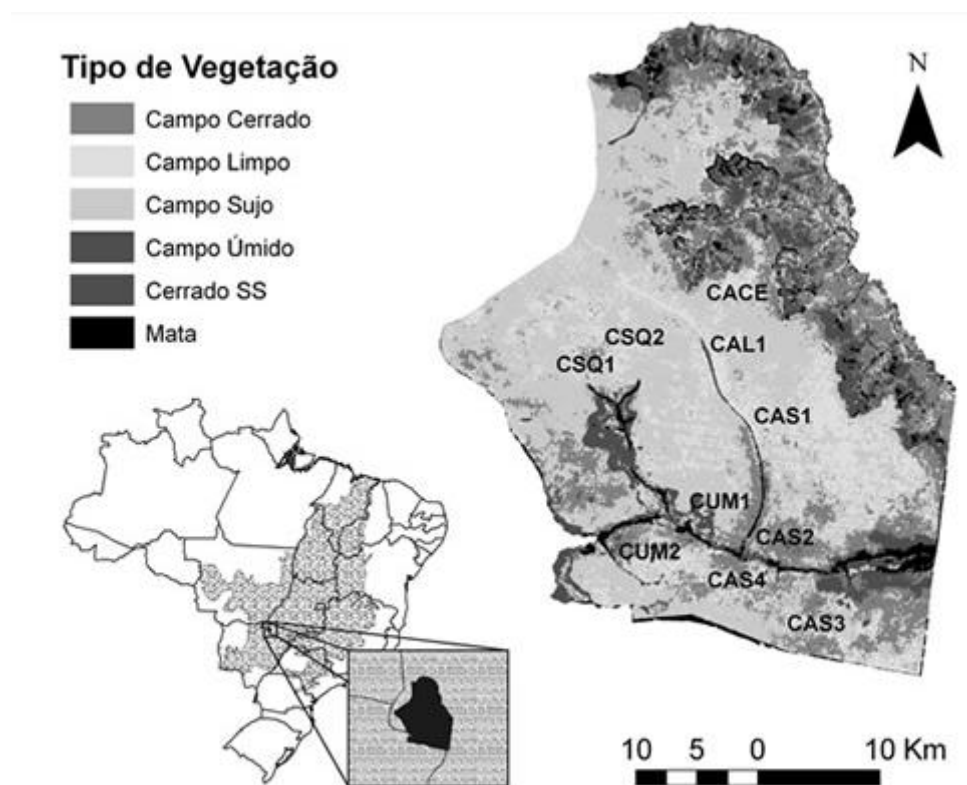 Tipo de Vegetação
Campo Cerrado
Campo Limpo
Campo Sujo
Campo Úmido
Cerrado SS
Mata
N
CACE
CSQ2
CAL1
CSQ1
CAS1
CUM1
CAS2
CUM2
CAS4
CAS3
10 5 0 10 Km